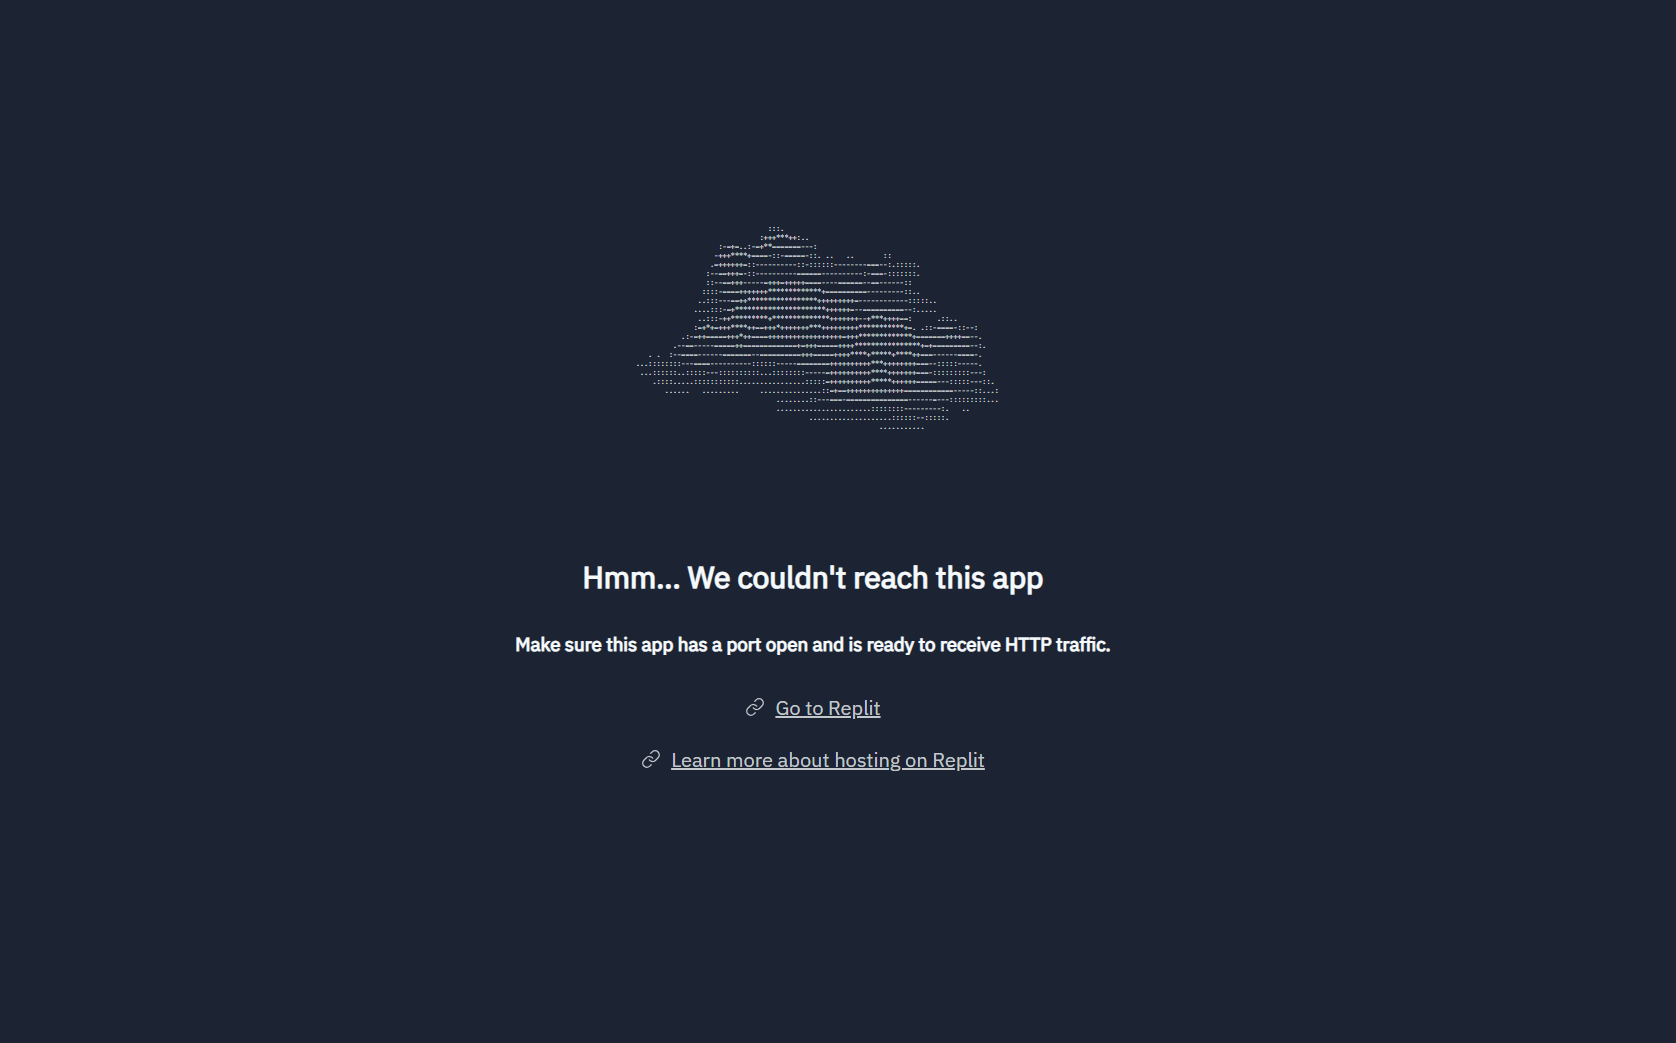 Hmm... We couldn't reach this app
Make sure this app has a port open and is ready to receive HTTP traffic.
Go to Replit
Learn more about hosting on Replit